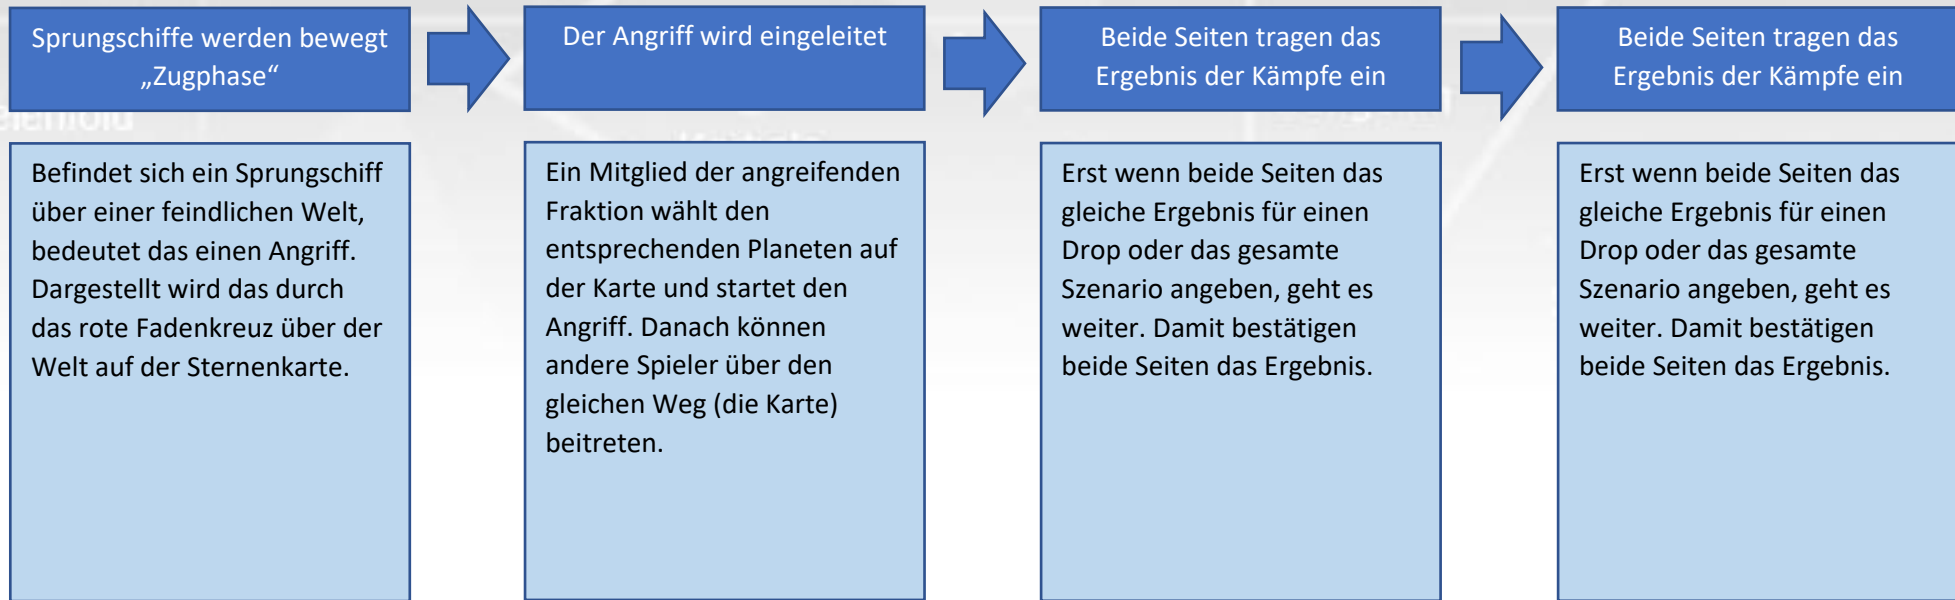 Sprungschiffe werden bewegt
„Zugphase“
Der Angriff wird eingeleitet
Beide Seiten tragen das
Ergebnis der Kämpfe ein
Beide Seiten tragen das
Ergebnis der Kämpfe ein
Befindet sich ein Sprungschiff
über einer feindlichen Welt,
bedeutet das einen Angriff.
Dargestellt wird das durch
das rote Fadenkreuz über der
Welt auf der Sternenkarte.
Ein Mitglied der angreifenden
Fraktion wählt den
entsprechenden Planeten auf
der Karte und startet den
Angriff. Danach können
andere Spieler über den
gleichen Weg (die Karte)
beitreten.
Erst wenn beide Seiten das
gleiche Ergebnis für einen
Drop oder das gesamte
Szenario angeben, geht es
weiter. Damit bestätigen
beide Seiten das Ergebnis.
Erst wenn beide Seiten das
gleiche Ergebnis für einen
Drop oder das gesamte
Szenario angeben, geht es
weiter. Damit bestätigen
beide Seiten das Ergebnis.